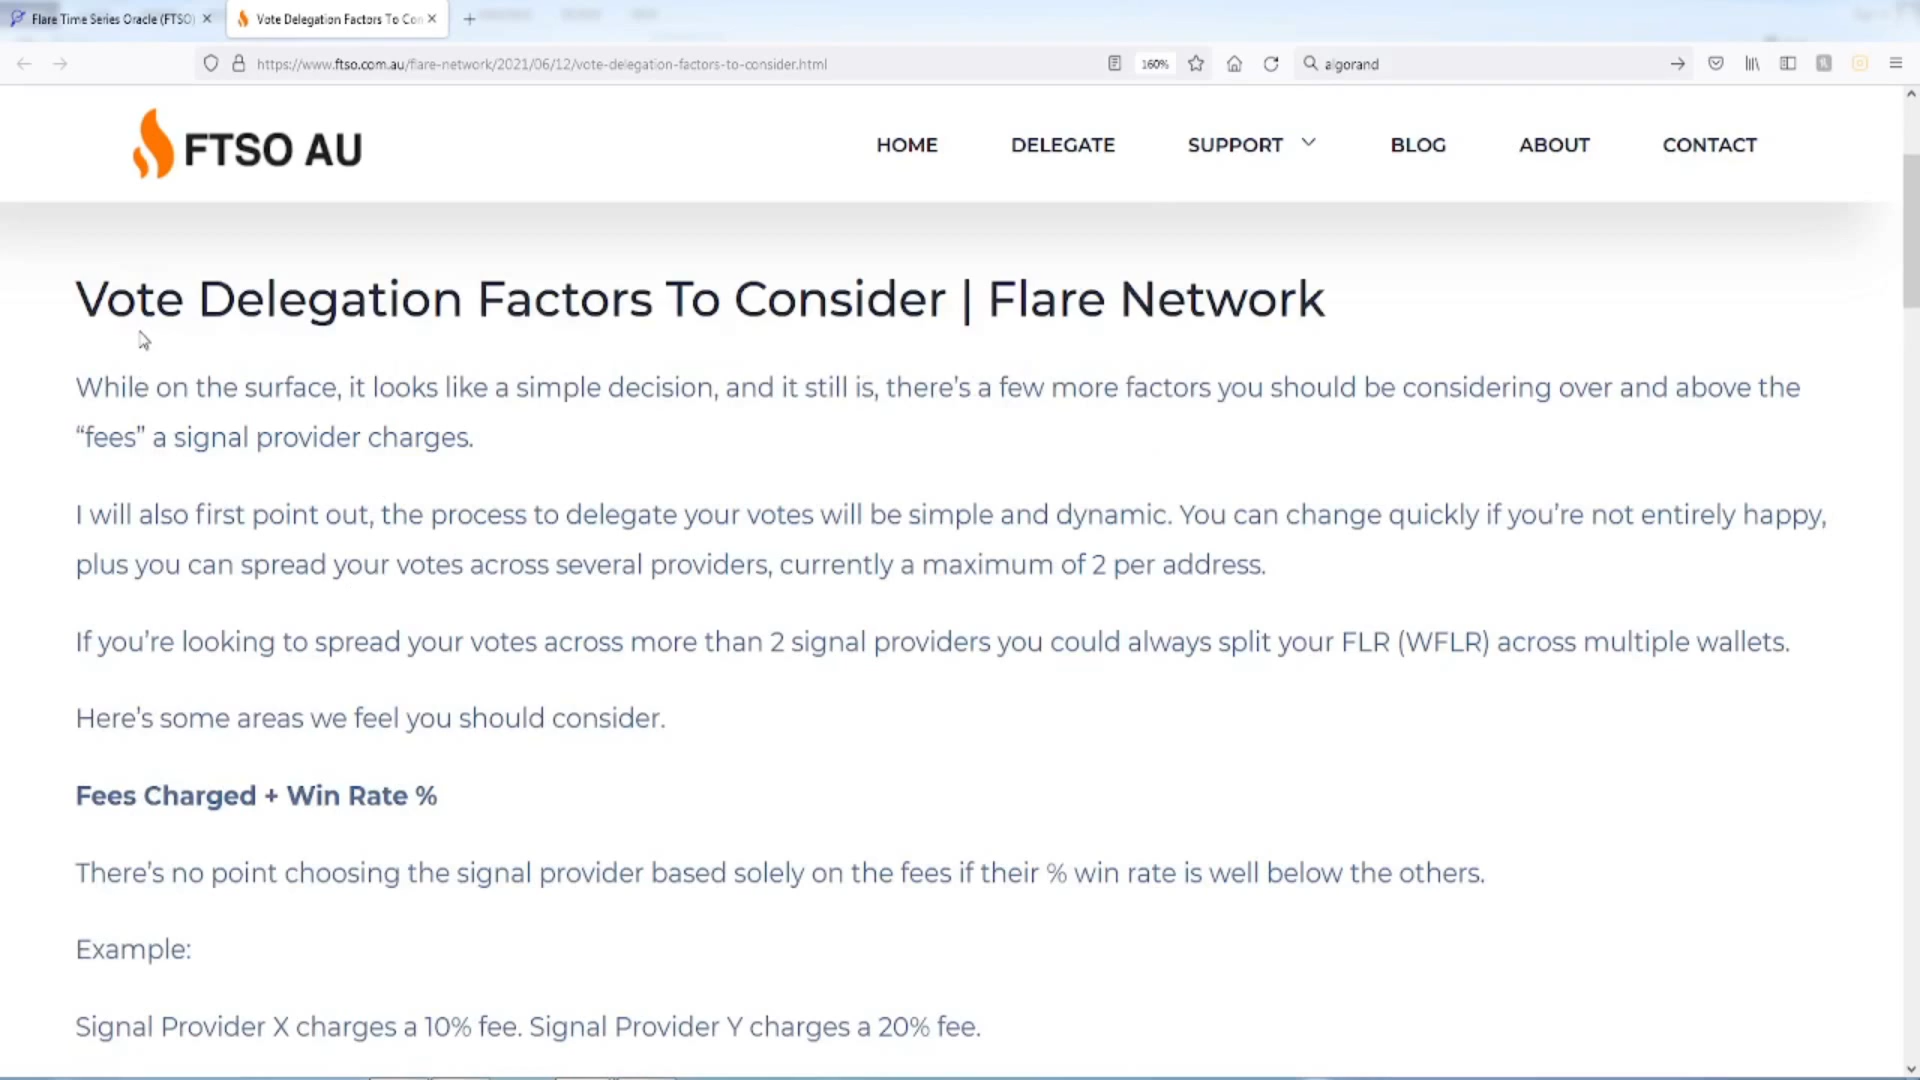 Flare Time Series Oracle (FTSO)
Vote Delegation Factors To Con
https://www.ftso.com.au/flare-network/2021/06/12/vote-delegation-factors-to-consider.html
160%
algorand
FTSO AU
HOME
DELEGATE
SUPPORT
BLOG
ABOUT
CONTACT
Vote Delegation Factors To Consider | Flare Network
While on the surface, it looks like a simple decision, and it still is, there's a few more factors you should be considering over and above the
“fees” a signal provider charges.
I will also first point out, the process to delegate your votes will be simple and dynamic. You can change quickly if you're not entirely happy,
plus you can spread your votes across several providers, currently a maximum of 2 per address.
If you're looking to spread your votes across more than 2 signal providers you could always split your FLR (WFLR) across multiple wallets.
Here's some areas we feel you should consider.
Fees Charged + Win Rate %
There's no point choosing the signal provider based solely on the fees if their % win rate is well below the others.
Example:
Signal Provider X charges a 10% fee. Signal Provider Y charges a 20% fee.